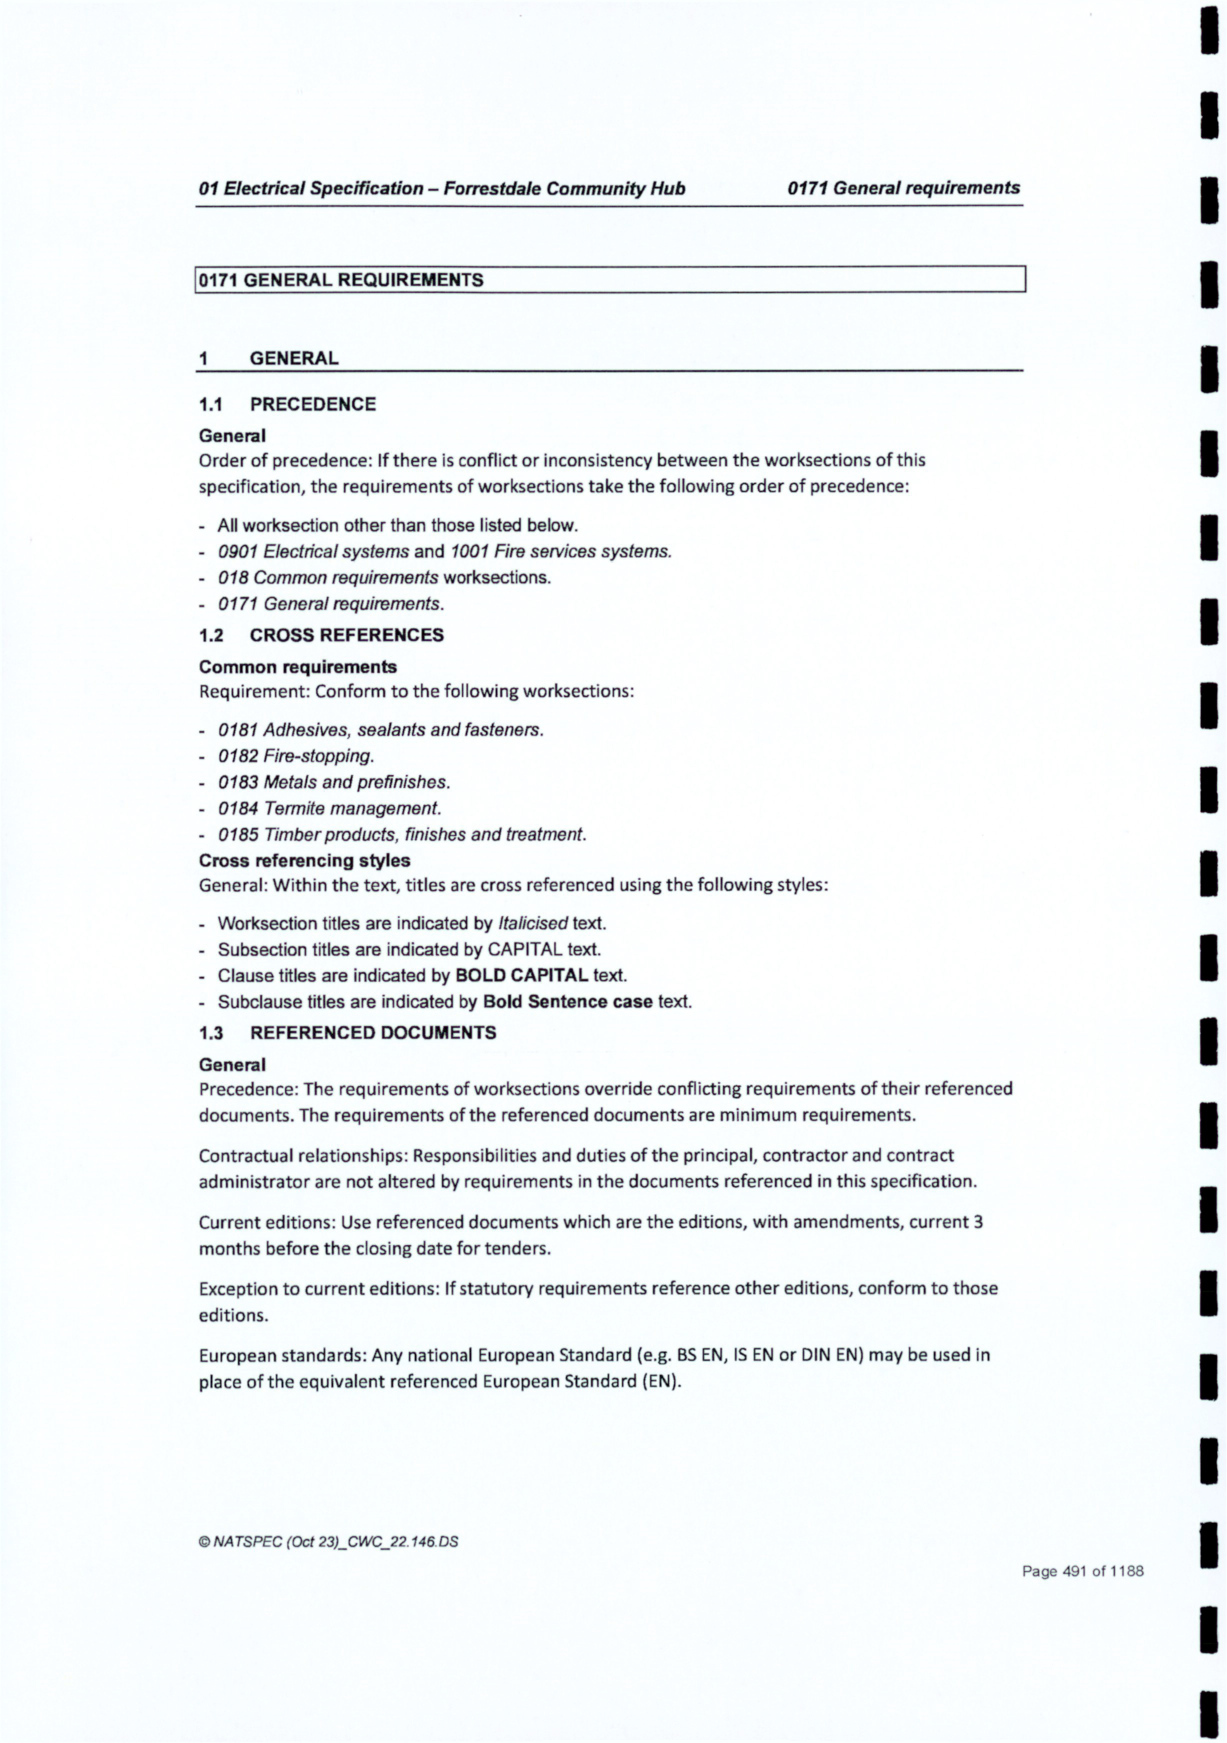 01 Electrical Specification – Forrestdale Community Hub 0171 General requirements
0171 GENERAL REQUIREMENTS
1 GENERAL
1.1 PRECEDENCE
General
Order of precedence: If there is conflict or inconsistency between the worksections of this
specification, the requirements of worksections take the following order of precedence:
- All worksection other than those listed below.
- 0901 Electrical systems and 1001 Fire services systems.
- 018 Common requirements worksections.
- 0171 General requirements.
1.2 CROSS REFERENCES
Common requirements
Requirement: Conform to the following worksections:
- 0181 Adhesives, sealants and fasteners.
- 0182 Fire-stopping.
- 0183 Metals and prefinishes.
- 0184 Termite management.
- 0185 Timber products, finishes and treatment.
Cross referencing styles
General: Within the text, titles are cross referenced using the following styles:
- Worksection titles are indicated by Italicised text.
- Subsection titles are indicated by CAPITAL text.
- Clause titles are indicated by BOLD CAPITAL text.
- Subclause titles are indicated by Bold Sentence case text.
1.3 REFERENCED DOCUMENTS
General
Precedence: The requirements of worksections override conflicting requirements of their referenced
documents. The requirements of the referenced documents are minimum requirements.
Contractual relationships: Responsibilities and duties of the principal, contractor and contract
administrator are not altered by requirements in the documents referenced in this specification.
Current editions: Use referenced documents which are the editions, with amendments, current 3
months before the closing date for tenders.
Exception to current editions: If statutory requirements reference other editions, conform to those
editions.
European standards: Any national European Standard (e.g. BS EN, IS EN or DIN EN) may be used in
place of the equivalent referenced European Standard (EN).
© NATSPEC (Oct 23)_CWC_22.146.DS
Page 491 of 1188